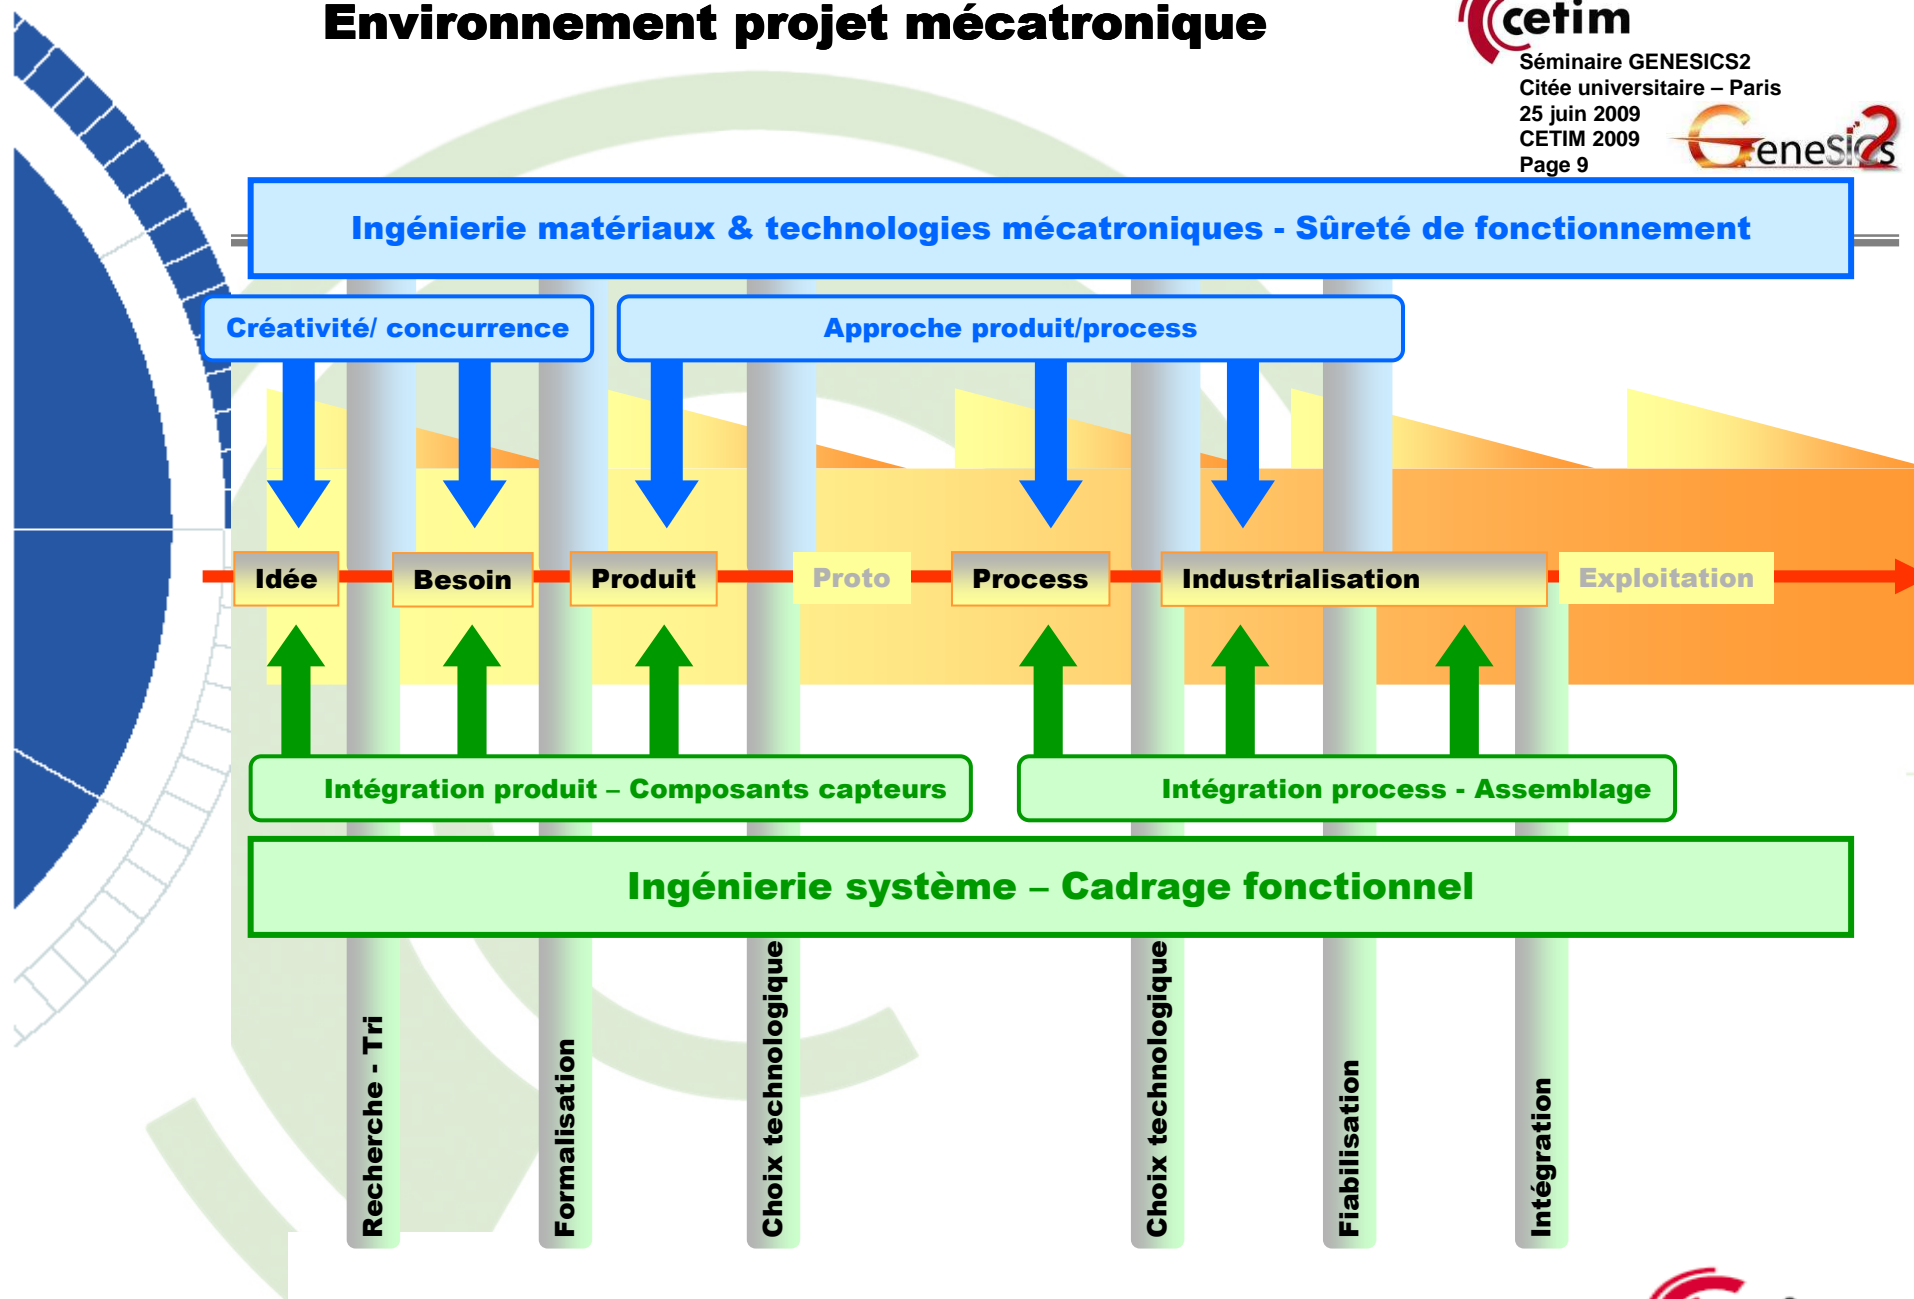 Environnement projet mécatronique
cetim
Séminaire GENESICS2
Citée universitaire – Paris
25 juin 2009
CETIM 2009
Page 9
Genesics2
Ingénierie matériaux & technologies mécatroniques - Sûreté de fonctionnement
Créativité/ concurrence
Approche produit/process
Idée
Besoin
Produit
Proto
Process
Industrialisation
Exploitation
Intégration produit – Composants capteurs
Intégration process - Assemblage
Ingénierie système – Cadrage fonctionnel
Recherche - Tri
Formalisation
Choix technologique
Choix technologique
Fiabilisation
Intégration